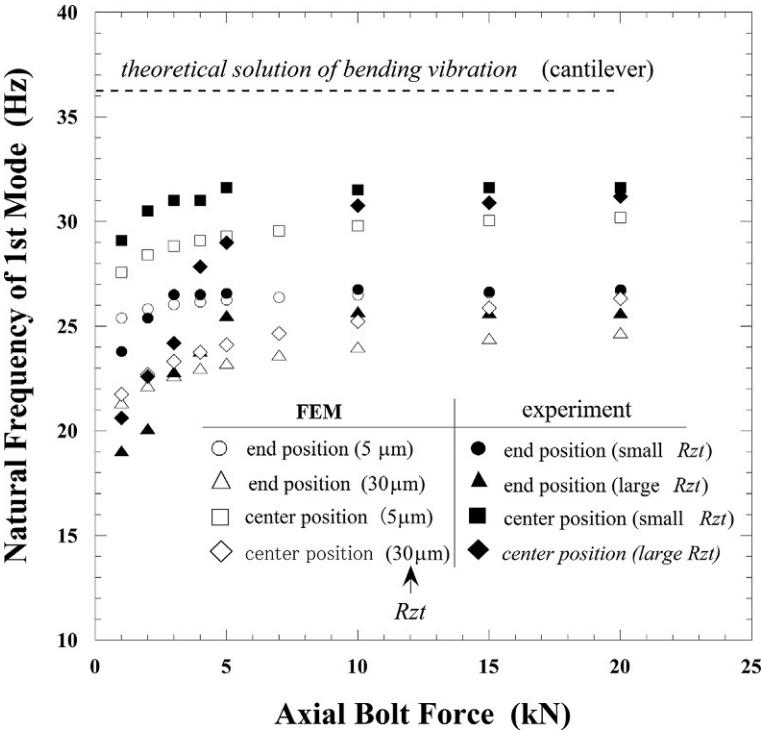 40
35
30
25
20
15
10
0
5
10
15
20
25
Natural Frequency of 1st Mode (Hz)
Axial Bolt Force (kN)
theoretical solution of bending vibration (cantilever)
FEM
experiment
end position (5 μm)
end position (small Rzt)
end position (30μm)
end position (large Rzt)
center position (5μm)
center position (small Rzt)
center position (30μm)
center position (large Rzt)
Rzt